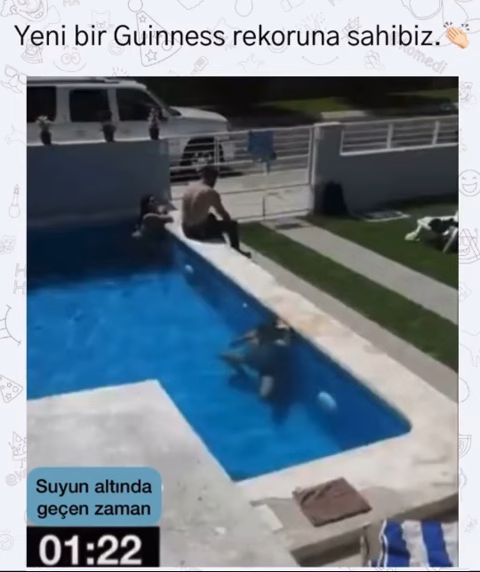 Yeni bir Guinness rekoruna sahibiz.👏🏻
Suyun altında
geçen zaman
01:22